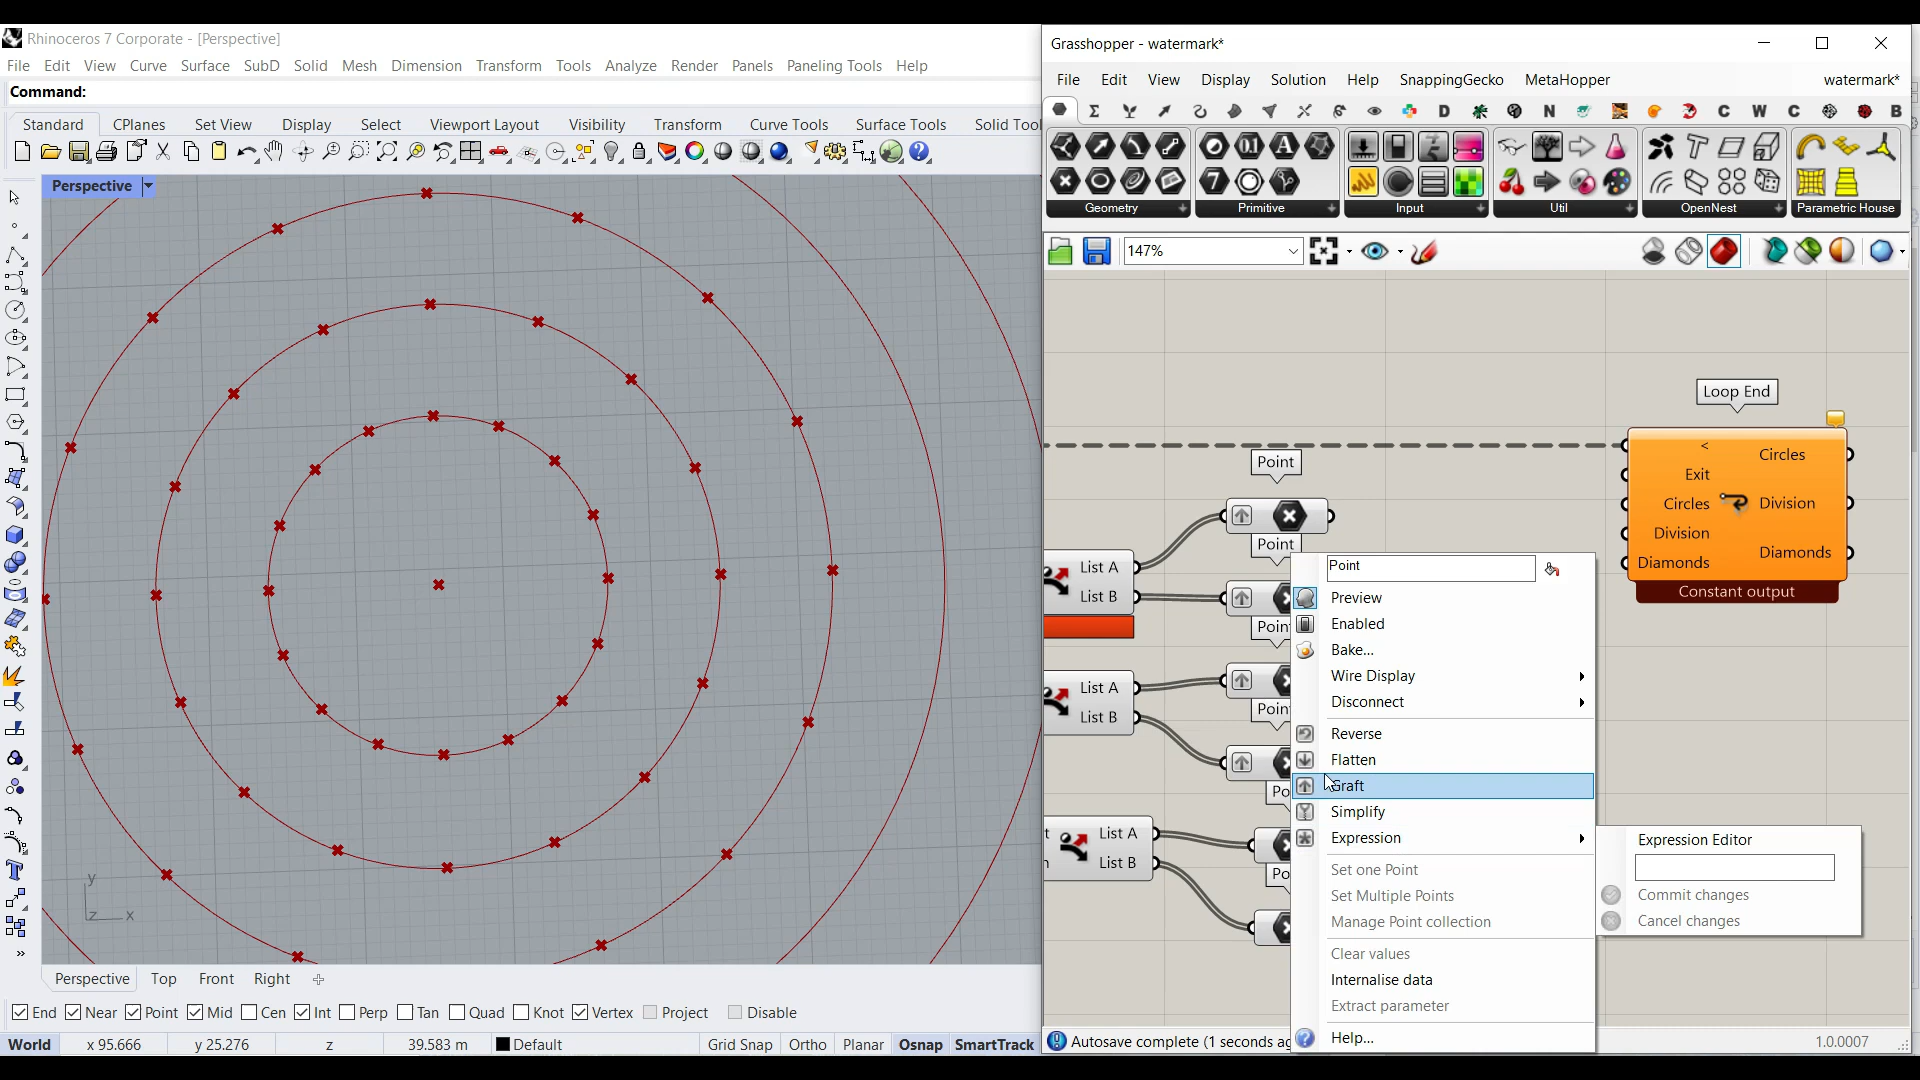 Rhinoceros 7 Corporate - [Perspective]
File Edit View Curve Surface SubD Solid Mesh Dimension Transform Tools Analyze Render Panels Paneling Tools Help
Command:
Standard CPlanes Set View Display Select Viewport Layout Visibility Transform Curve Tools Surface Tools Solid Tool
Perspective
y
z x
Perspective Top Front Right
End Near Point Mid Cen Int Perp Tan Quad Knot Vertex Project Disable
World x 95.666 y 25.276 z 39.583 m Default Grid Snap Ortho Planar Osnap SmartTrack
Grasshopper - watermark*
File Edit View Display Solution Help SnappingGecko MetaHopper watermark*
D N C W C B
Geometry Primitive Input Util OpenNest Parametric House
147%
Loop End
<
Exit
Circles
Division
Diamonds
Circles
Division
Diamonds
Constant output
Point
Point
List A
List B
Point
List A
List B
Poin
Po
t List A
n List B
Po
Point
Preview
Enabled
Bake...
Wire Display
Disconnect
Reverse
Flatten
Graft
Simplify
Expression
Set one Point
Set Multiple Points
Manage Point collection
Clear values
Internalise data
Extract parameter
Help...
Expression Editor
Commit changes
Cancel changes
Autosave complete (1 seconds ag
1.0.0007